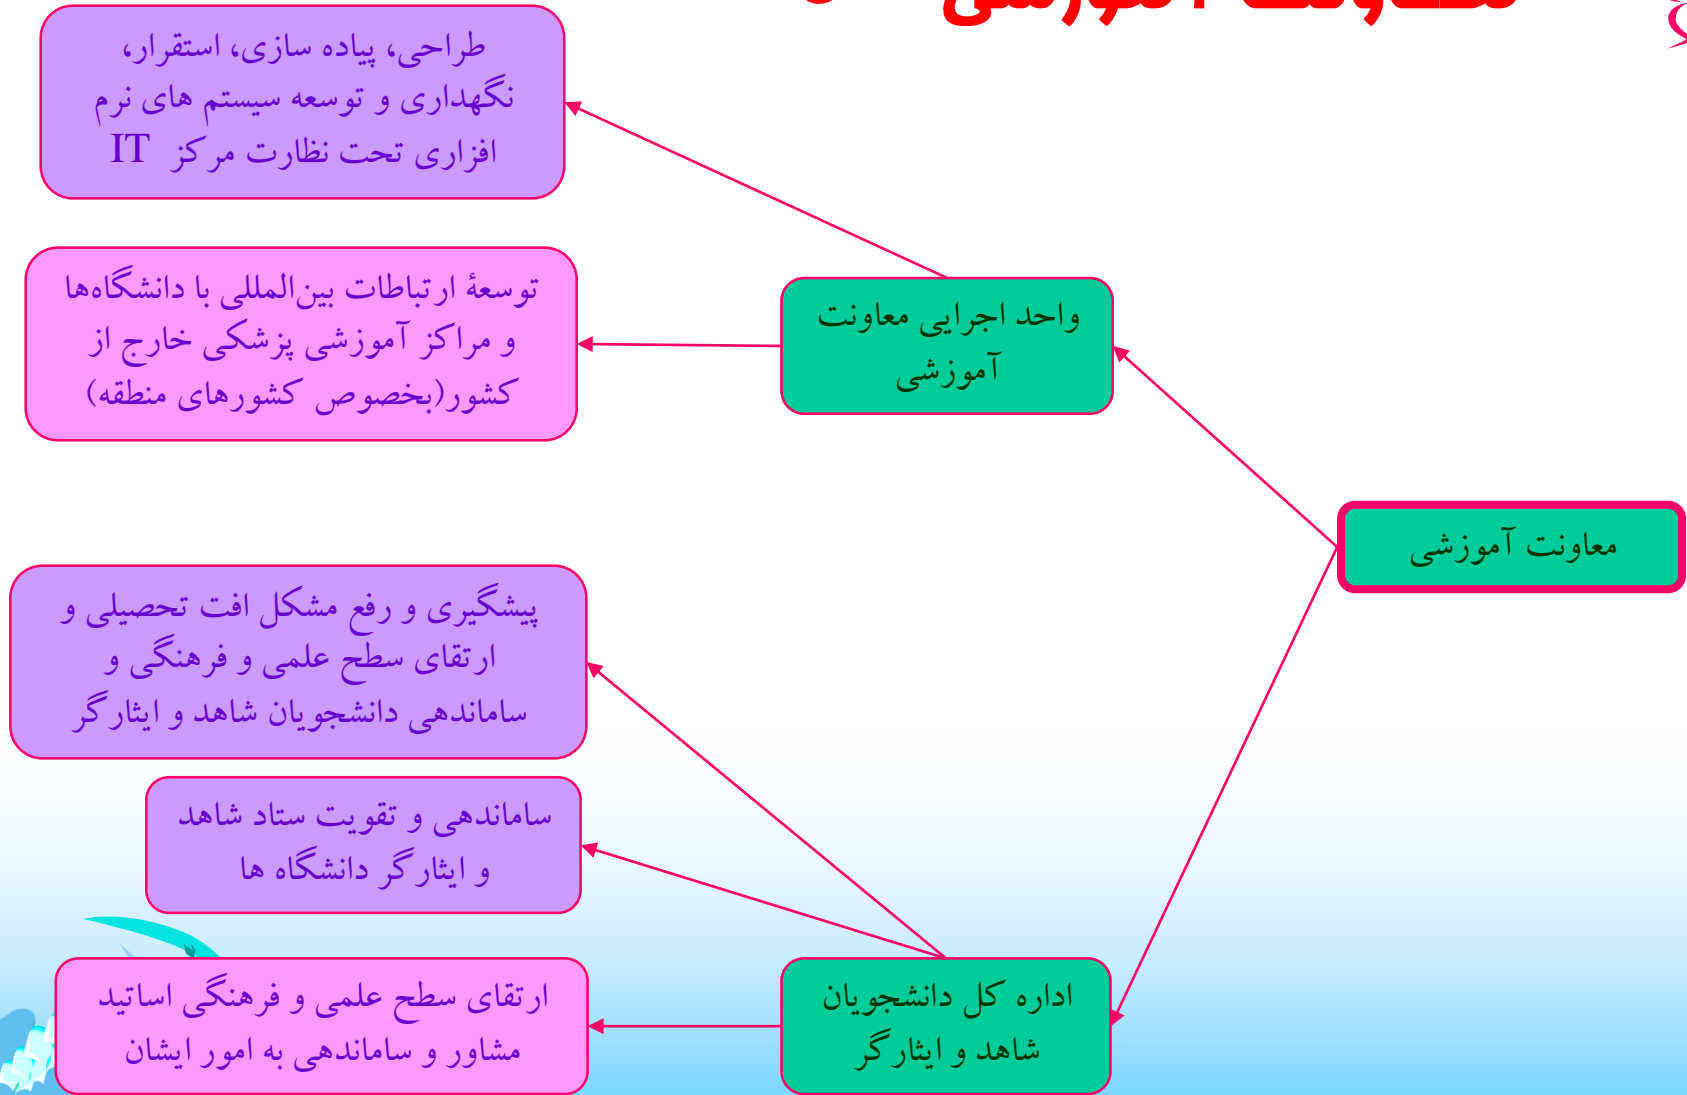 معاونت آموزشی
طراحی، پیاده سازی، استقرار،
نگهداری و توسعه سیستم های نرم
افزاری تحت نظارت مرکز IT
توسعۀ ارتباطات بین‌المللی با دانشگاه‌ها
و مراکز آموزشی پزشکی خارج از
کشور(بخصوص کشورهای منطقه)
واحد اجرایی معاونت
آموزشی
معاونت آموزشی
پیشگیری و رفع مشکل افت تحصیلی و
ارتقای سطح علمی و فرهنگی و
ساماندهی دانشجویان شاهد و ایثارگر
ساماندهی و تقویت ستاد شاهد
و ایثارگر دانشگاه ها
ارتقای سطح علمی و فرهنگی اساتید
مشاور و ساماندهی به امور ایشان
اداره کل دانشجویان
شاهد و ایثارگر